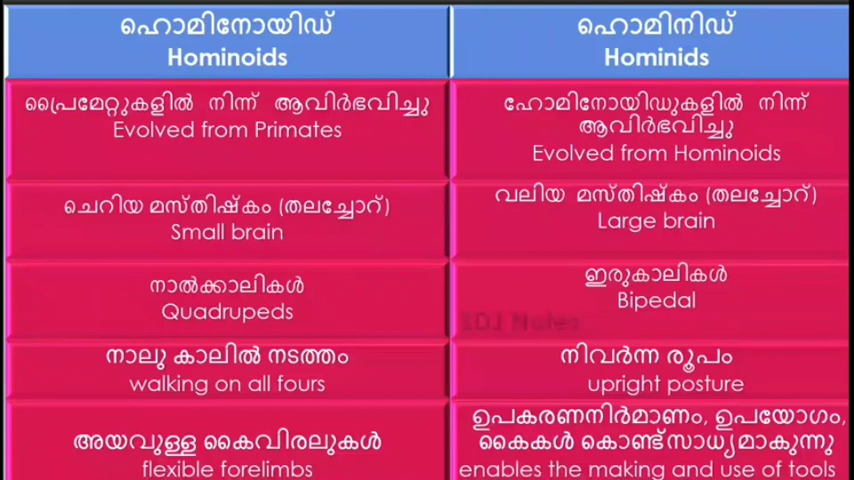 ഹൊമിനോയിഡ്
Hominoids
ഹൊമിനിഡ്
Hominids
പ്രൈമേറ്റുകളിൽ നിന്ന് ആവിർഭവിച്ചു
Evolved from Primates
ഹോമിനോയിഡുകളിൽ നിന്ന്
ആവിർഭവിച്ചു
Evolved from Hominoids
ചെറിയ മസ്തിഷ്കം (തലച്ചോറ്)
Small brain
വലിയ മസ്തിഷ്കം (തലച്ചോറ്)
Large brain
നാൽക്കാലികൾ
Quadrupeds
ഇരുകാലികൾ
Bipedal
SDJ Notes
നാലു കാലിൽ നടത്തം
walking on all fours
നിവർന്ന രൂപം
upright posture
അയവുള്ള കൈവിരലുകൾ
flexible forelimbs
ഉപകരണനിർമാണം, ഉപയോഗം,
കൈകൾ കൊണ്ട് സാധ്യമാകുന്നു
enables the making and use of tools